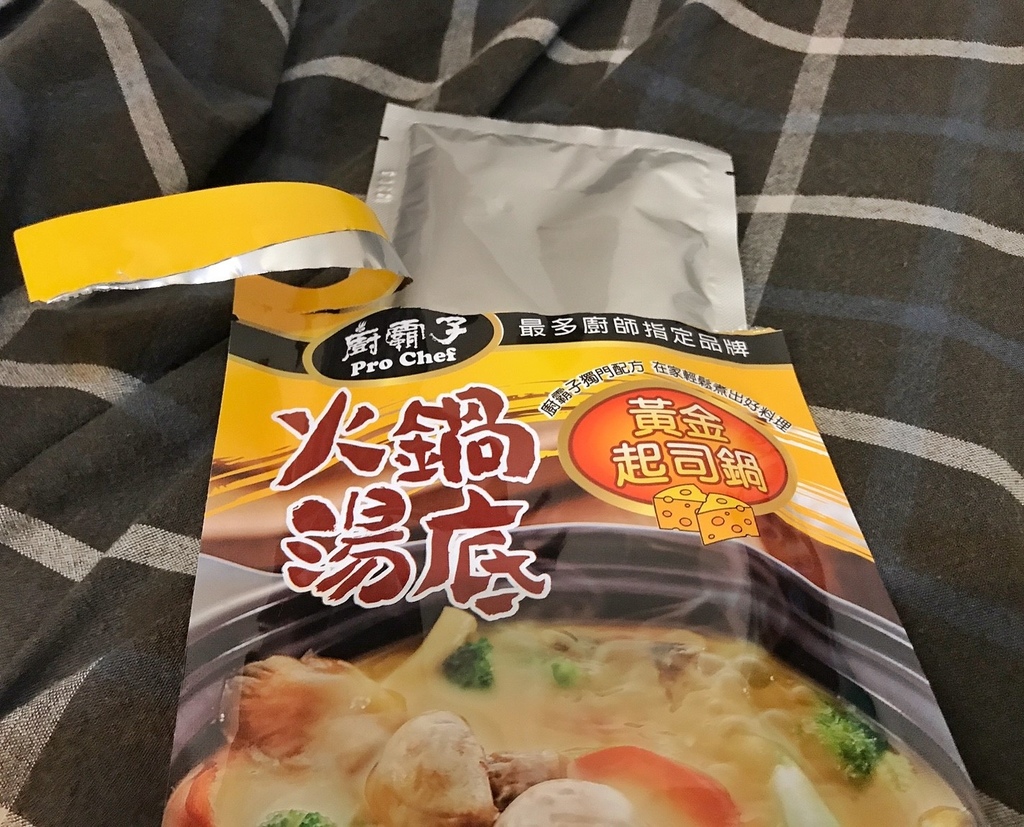 廚霸子
Pro Chef
最多廚師指定品牌
廚霸子獨門配方 在家輕鬆煮出好料理
黃金
起司鍋
火鍋
湯底